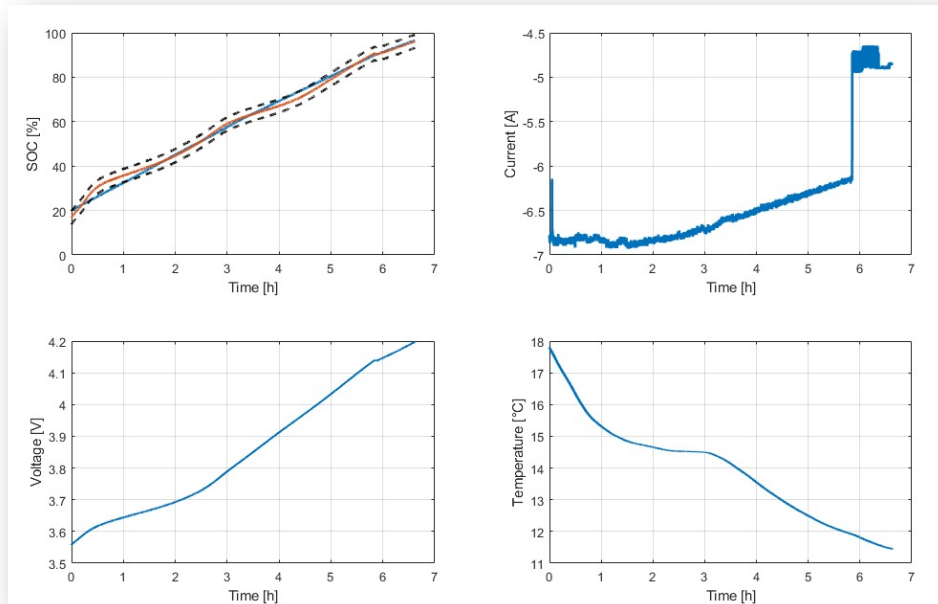 100
80
60
40
20
0
SOC [%]
0 1 2 3 4 5 6 7
Time [h]
-4.5
-5
-5.5
-6
-6.5
-7
Current [A]
0 1 2 3 4 5 6 7
Time [h]
4.2
4.1
4
3.9
3.8
3.7
3.6
3.5
Voltage [V]
0 1 2 3 4 5 6 7
Time [h]
18
17
16
15
14
13
12
11
Temperature [°C]
0 1 2 3 4 5 6 7
Time [h]